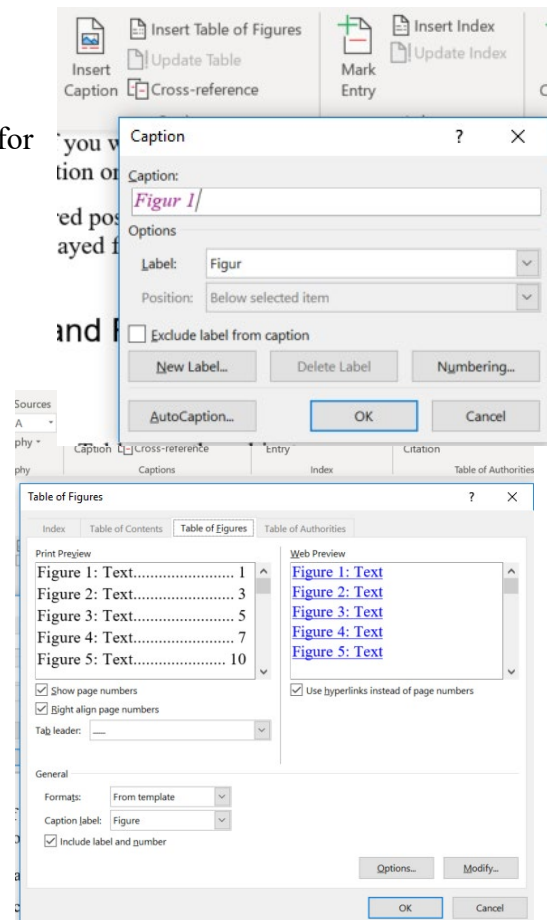 Insert Table of Figures
Insert Index
Update Table
Update Index
Insert
Caption
Cross-reference
Mark
Entry
for
you w
tion or
red pos
ayed f
and F
Caption ? ×
Caption:
Figur 1
Options
Label: Figur
Position: Below selected item
Exclude label from caption
New Label... Delete Label Numbering...
AutoCaption... OK Cancel
Sources
A
phy
Caption Cross-reference Entry Citation
phy Captions Index Table of Authorities
Table of Figures ? ×
Index Table of Contents Table of Figures Table of Authorities
Print Preview Web Preview
Figure 1: Text........................ 1 Figure 1: Text
Figure 2: Text........................ 3 Figure 2: Text
Figure 3: Text........................ 5 Figure 3: Text
Figure 4: Text........................ 7 Figure 4: Text
Figure 5: Text...................... 10 Figure 5: Text
Show page numbers Use hyperlinks instead of page numbers
Right align page numbers
Tab leader: __
General
Formats: From template
Caption label: Figure
Include label and number
Options... Modify...
OK Cancel